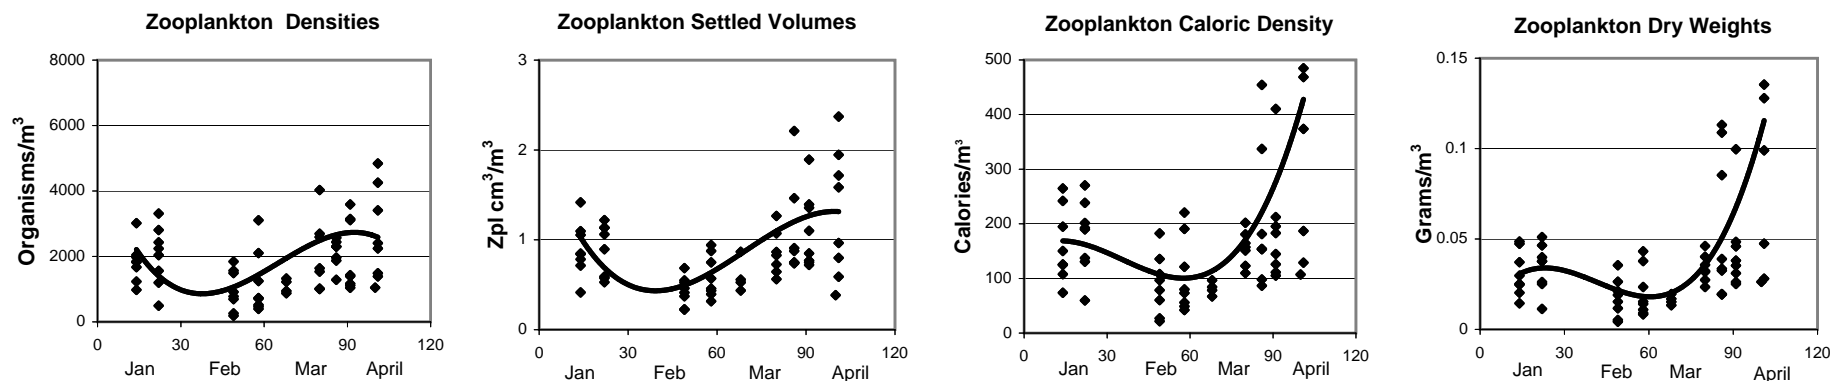 Zooplankton  Densities
Organisms/m³
8000
6000
4000
2000
0
0 30 60 90 120
Jan Feb Mar April
Zooplankton Settled Volumes
Zpl cm³/m³
3
2
1
0
0 30 60 90 120
Jan Feb Mar April
Zooplankton Caloric Density
Calories/m³
500
400
300
200
100
0
0 30 60 90 120
Jan Feb Mar April
Zooplankton Dry Weights
Grams/m³
0.15
0.1
0.05
0
0 30 60 90 120
Jan Feb Mar April